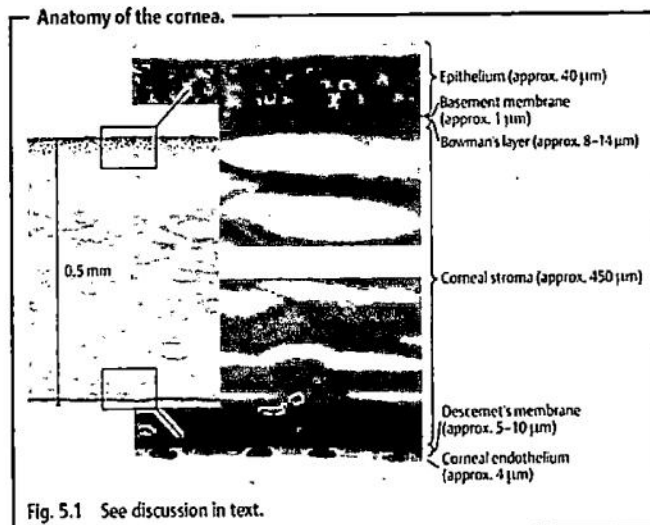 Anatomy of the cornea.
Epithelium (approx. 40 μm)
Basement membrane
(approx. 1 μm)
Bowman's layer (approx. 8–14 μm)
0.5 mm
Corneal stroma (approx. 450 μm)
Descemet's membrane
(approx. 5–10 μm)
Corneal endothelium
(approx. 4 μm)
Fig. 5.1 See discussion in text.